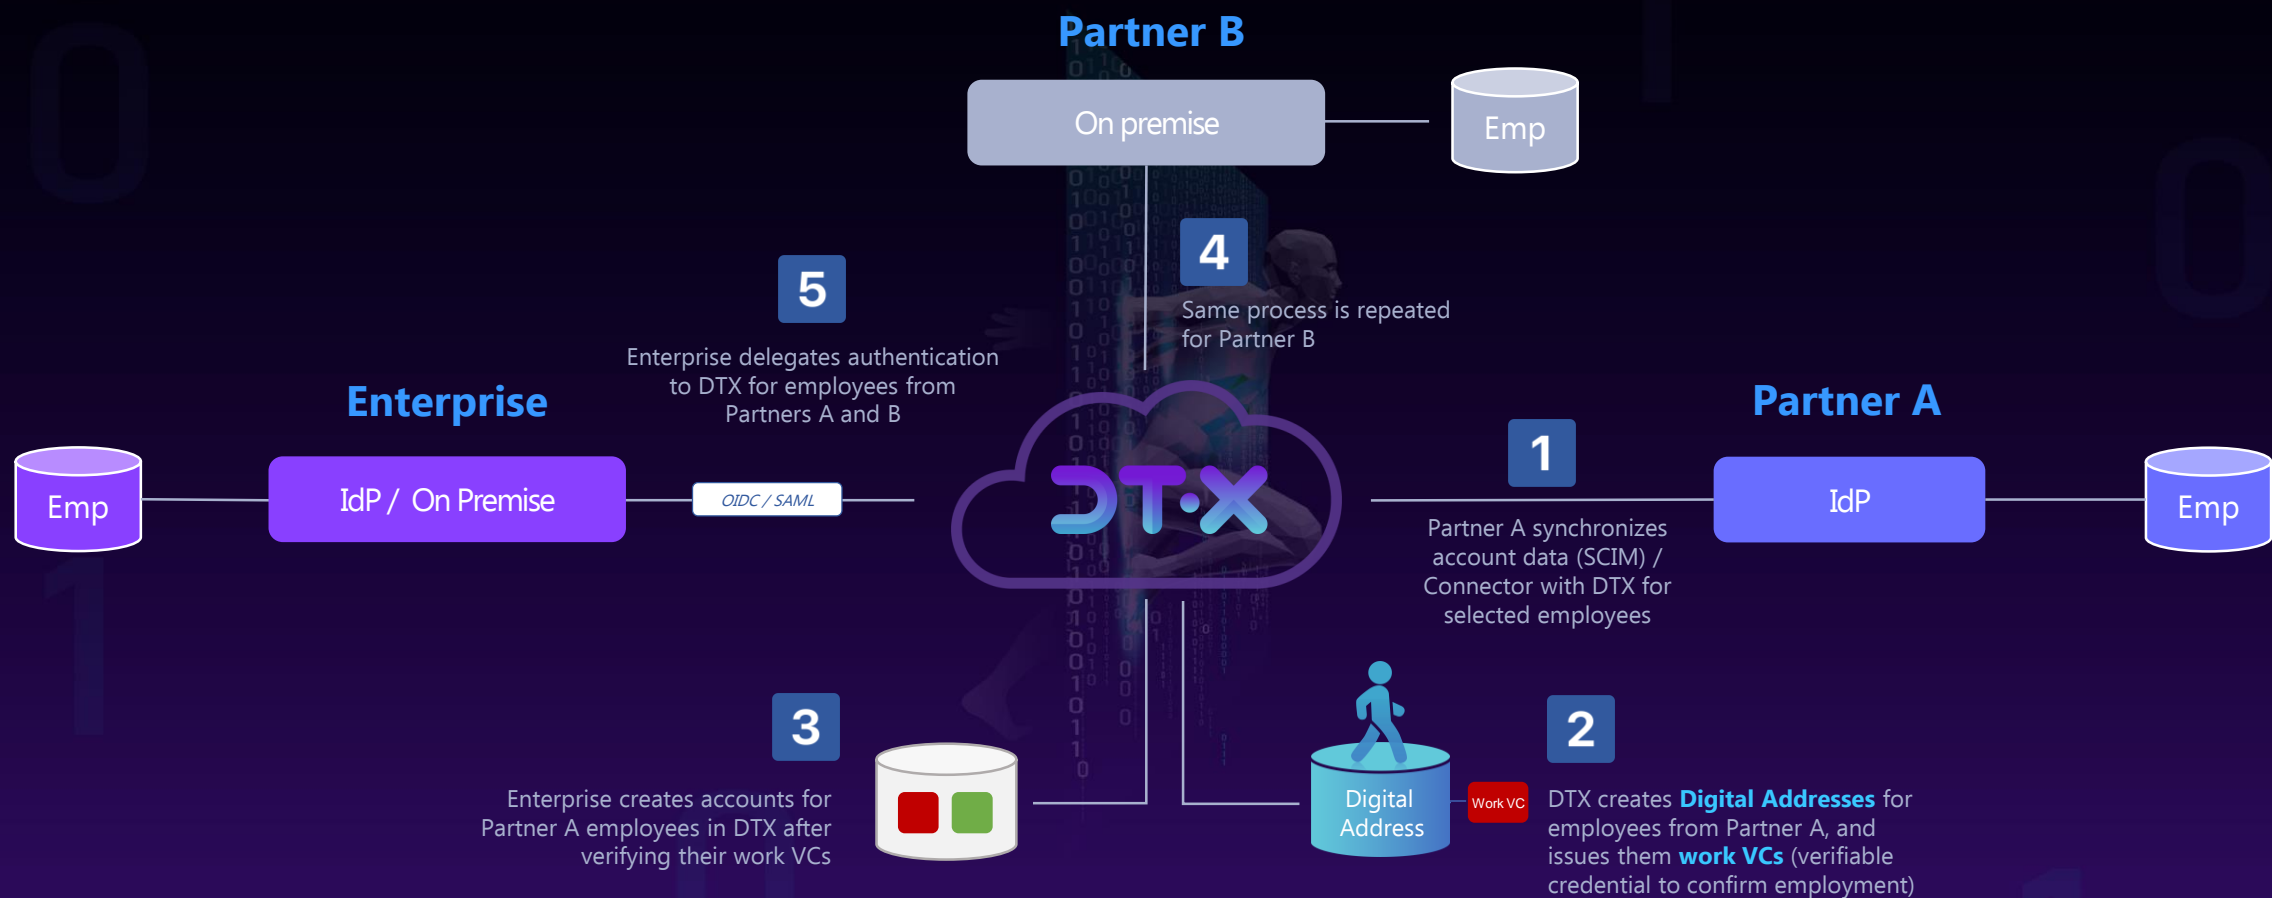 Partner B
On premise
Emp
4
Same process is repeated
for Partner B
5
Enterprise delegates authentication
to DTX for employees from
Partners A and B
Enterprise
Emp
IdP / On Premise
OIDC / SAML
DT·X
Partner A
1
IdP
Emp
Partner A synchronizes
account data (SCIM) /
Connector with DTX for
selected employees
3
Enterprise creates accounts for
Partner A employees in DTX after
verifying their work VCs
Digital
Address
Work VC
2
DTX creates Digital Addresses for
employees from Partner A, and
issues them work VCs (verifiable
credential to confirm employment)